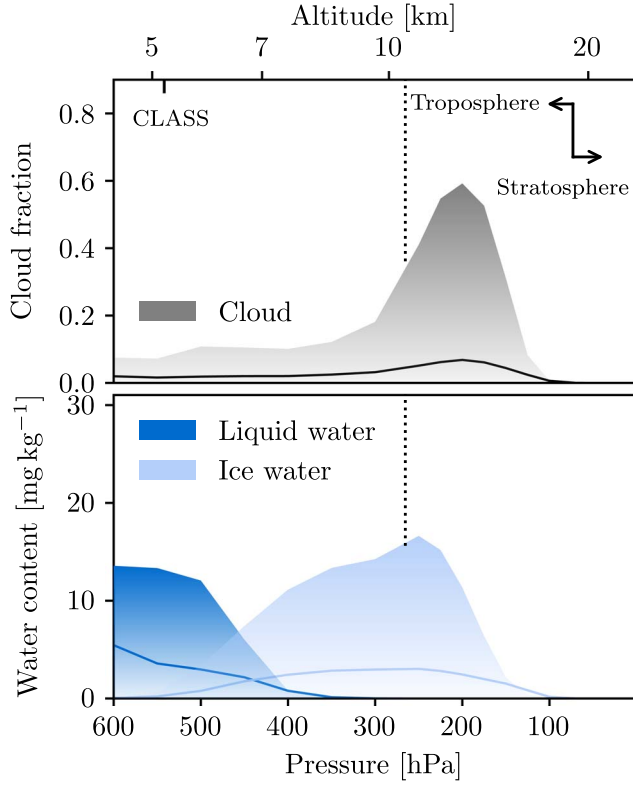 Altitude [km]
5 7 10 20
CLASS
Troposphere
Stratosphere
Cloud fraction
0.8
0.6
0.4
0.2
0.0
Cloud
Water content [mg kg⁻¹]
30
20
10
0
Liquid water
Ice water
600 500 400 300 200 100
Pressure [hPa]